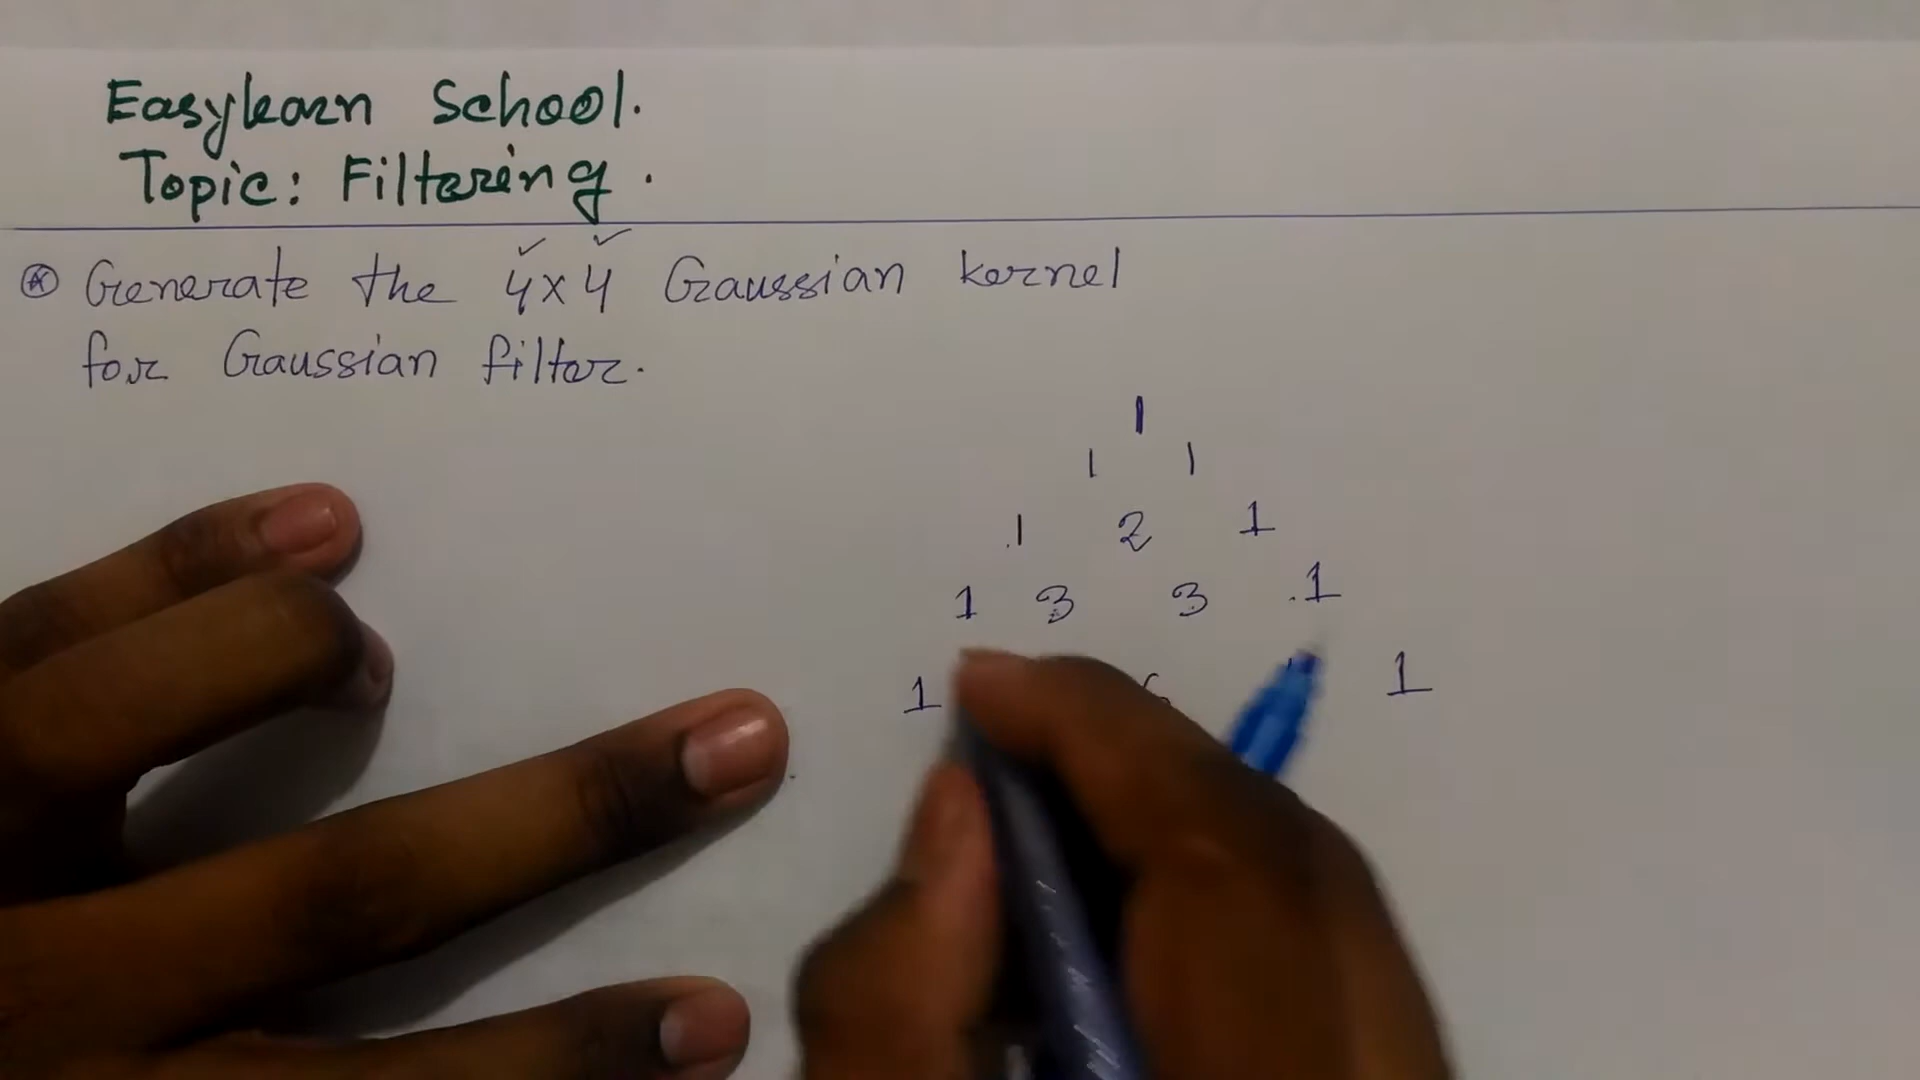 Easylearn School.
Topic: Filtering.
Generate the 4x4 Gaussian kernel
for Gaussian filter.
1
1 1
1 2 1
1 3 3 1
1 6 1